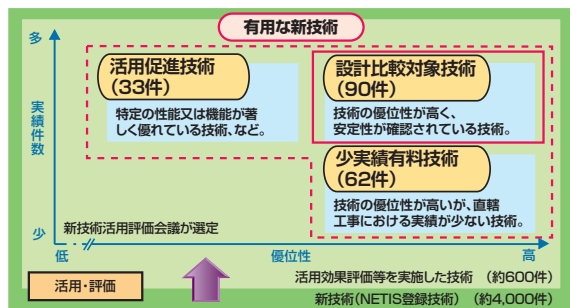 有用な新技術
多
実績件数
少
活用促進技術
(33件)
特定の性能又は機能が著
しく優れている技術、など。
設計比較対象技術
(90件)
技術の優位性が高く、
安定性が確認されている技術。
少実績有料技術
(62件)
技術の優位性が高いが、直轄
工事における実績が少ない技術。
新技術活用評価会議が選定
低
優位性
高
活用・評価
活用効果評価等を実施した技術 (約600件)
新技術(NETIS登録技術) (約4,000件)